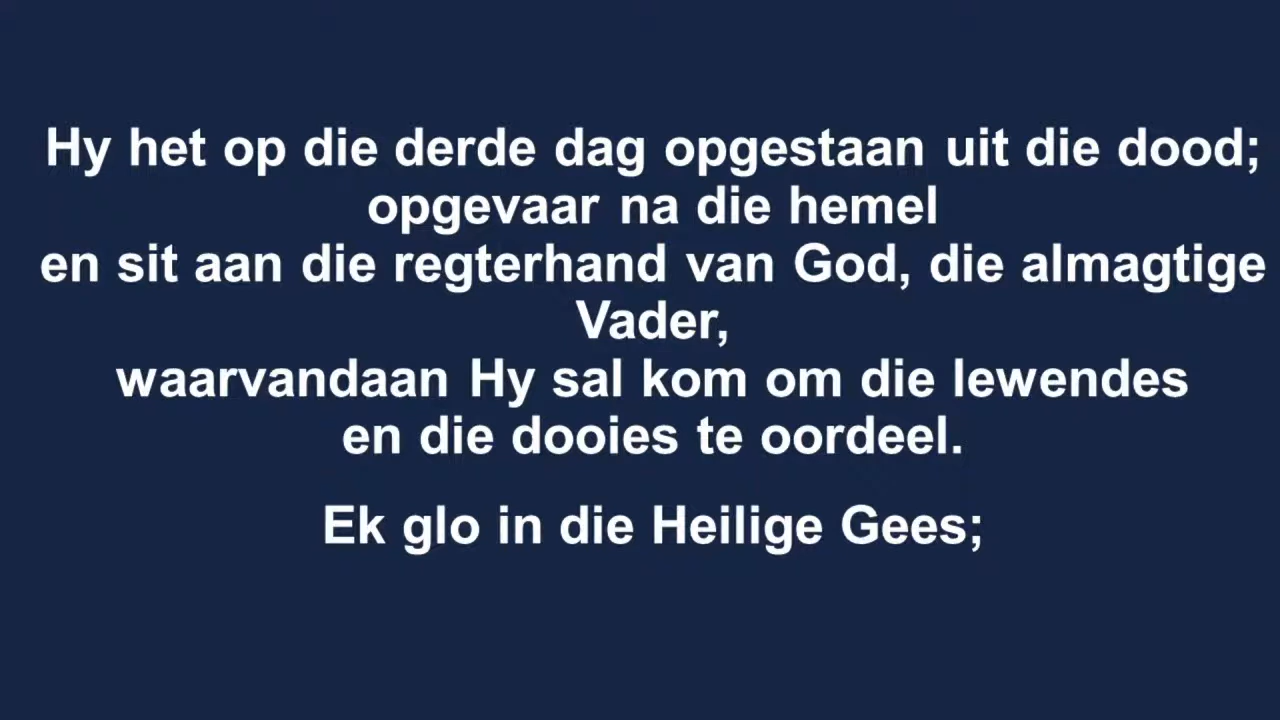 Hy het op die derde dag opgestaan uit die dood;
opgevaar na die hemel
en sit aan die regterhand van God, die almagtige
Vader,
waarvandaan Hy sal kom om die lewendes
en die dooies te oordeel.
Ek glo in die Heilige Gees;